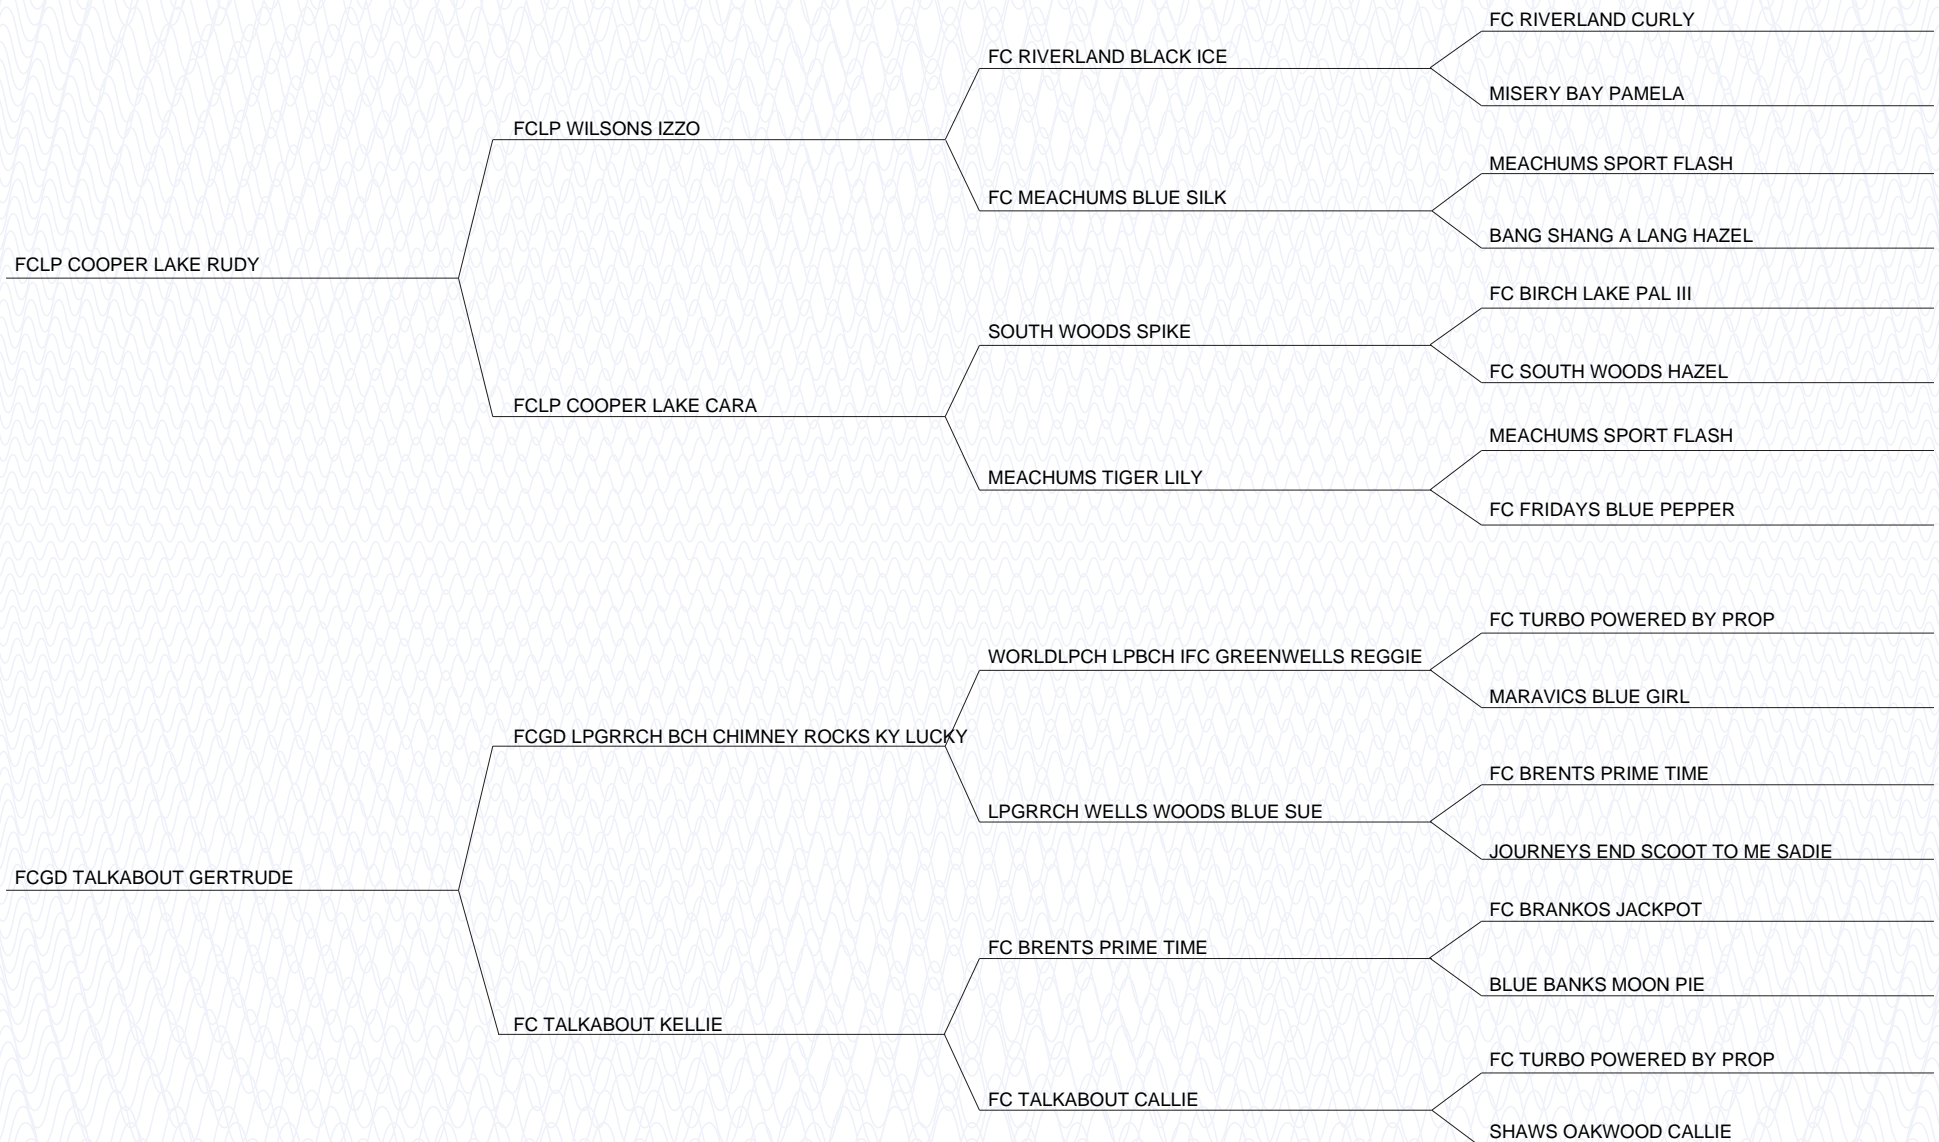 FC RIVERLAND CURLY
FC RIVERLAND BLACK ICE
MISERY BAY PAMELA
FCLP WILSONS IZZO
MEACHUMS SPORT FLASH
FC MEACHUMS BLUE SILK
BANG SHANG A LANG HAZEL
FCLP COOPER LAKE RUDY
FC BIRCH LAKE PAL III
SOUTH WOODS SPIKE
FC SOUTH WOODS HAZEL
FCLP COOPER LAKE CARA
MEACHUMS SPORT FLASH
MEACHUMS TIGER LILY
FC FRIDAYS BLUE PEPPER
FC TURBO POWERED BY PROP
WORLDLPCH LPBCH IFC GREENWELLS REGGIE
MARAVICS BLUE GIRL
FCGD LPGRRCH BCH CHIMNEY ROCKS KY LUCKY
FC BRENTS PRIME TIME
LPGRRCH WELLS WOODS BLUE SUE
JOURNEYS END SCOOT TO ME SADIE
FCGD TALKABOUT GERTRUDE
FC BRANKOS JACKPOT
FC BRENTS PRIME TIME
BLUE BANKS MOON PIE
FC TALKABOUT KELLIE
FC TURBO POWERED BY PROP
FC TALKABOUT CALLIE
SHAWS OAKWOOD CALLIE